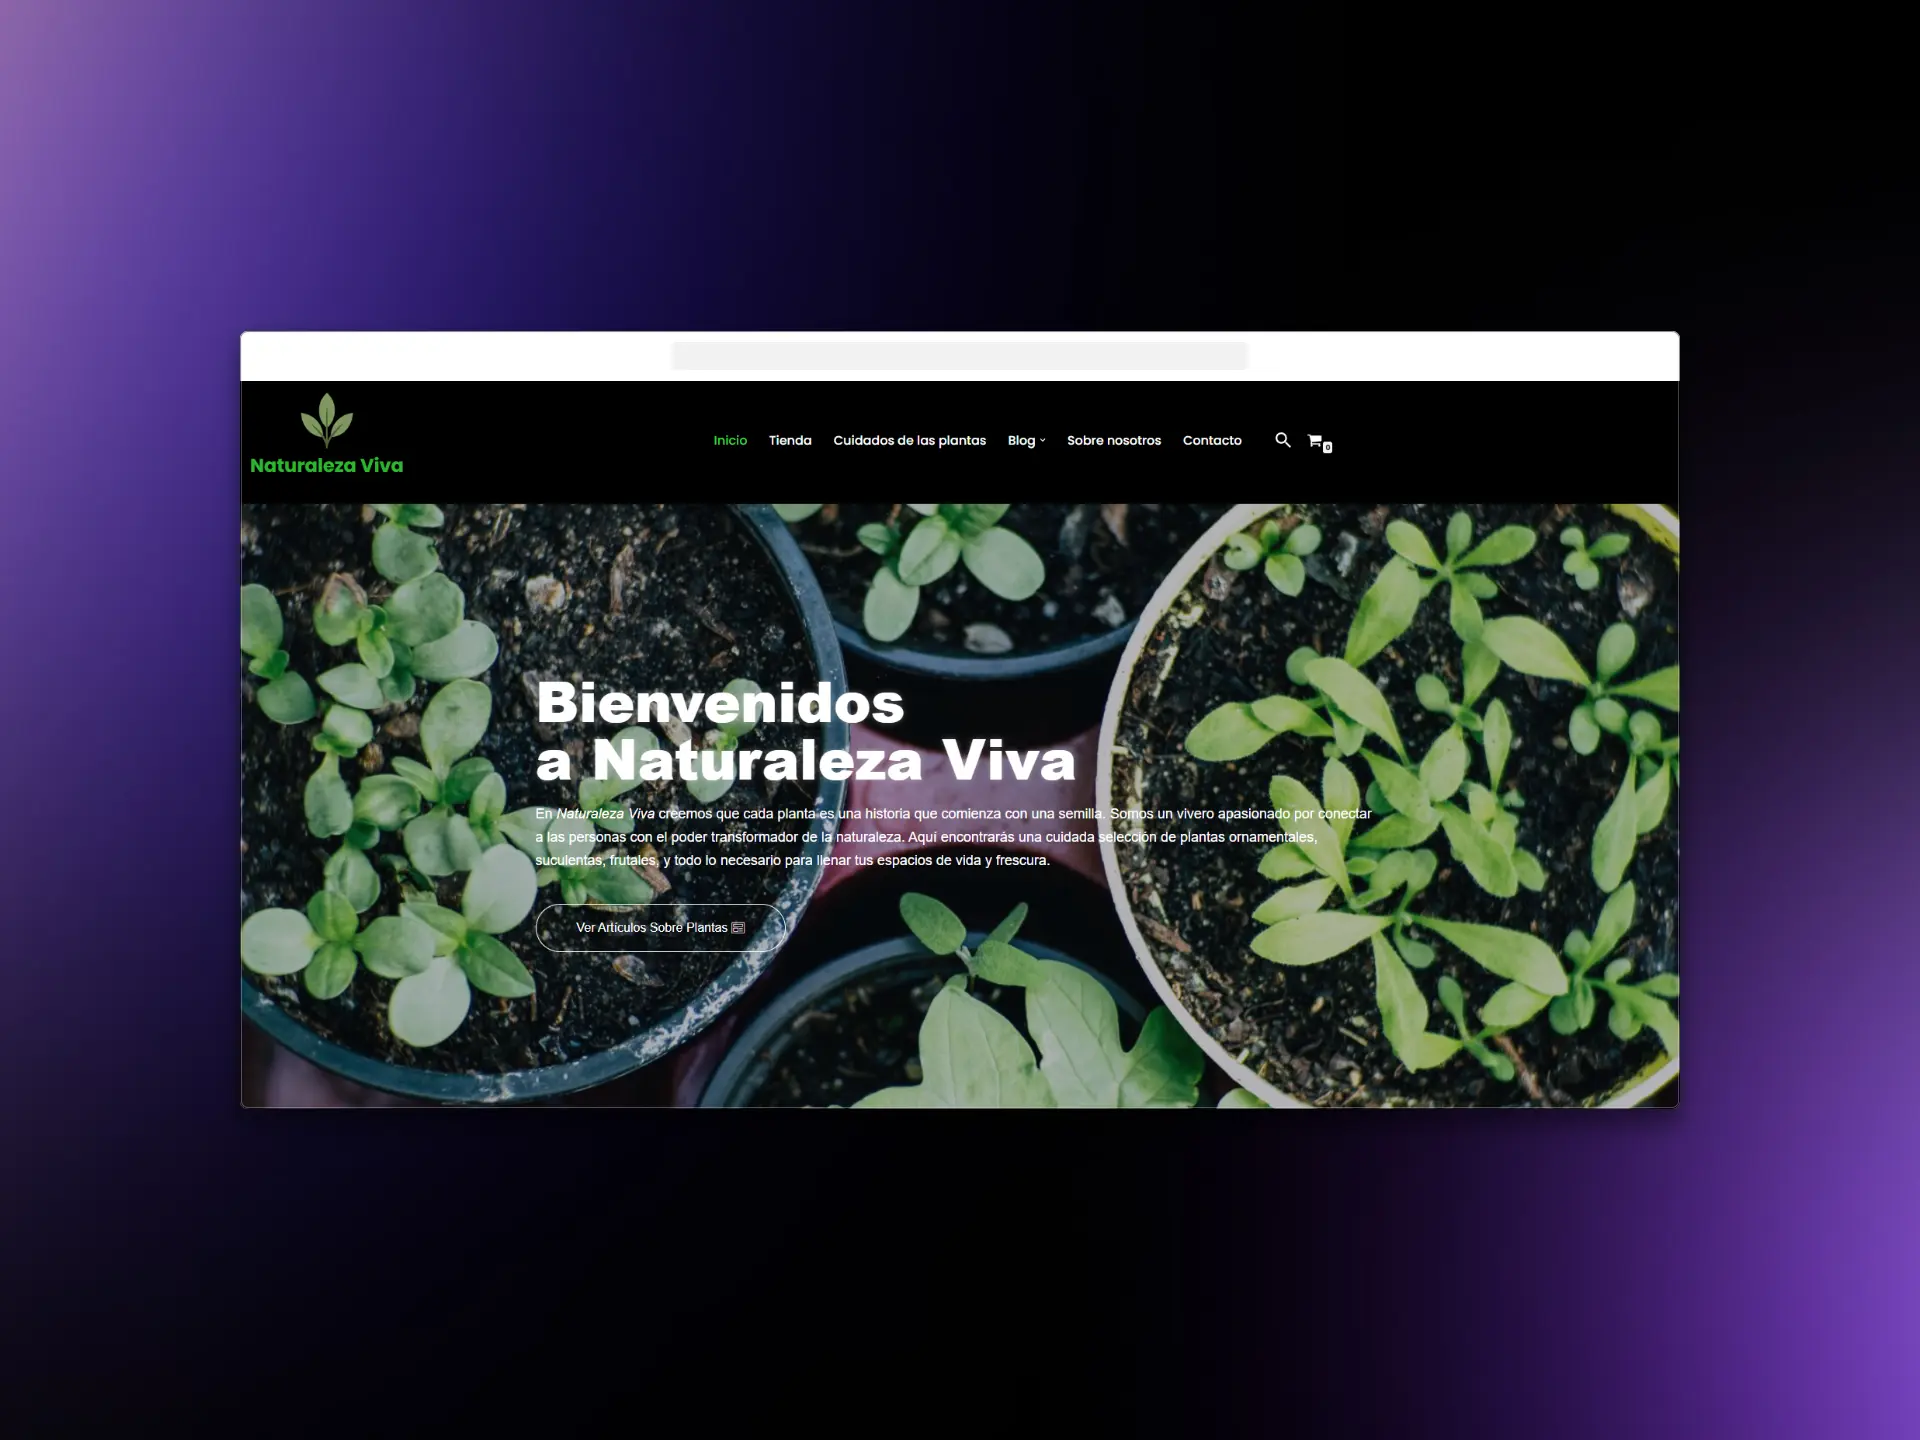 Naturaleza Viva
Inicio Tienda Cuidados de las plantas Blog Sobre nosotros Contacto 0
Bienvenidos
a Naturaleza Viva
En Naturaleza Viva creemos que cada planta es una historia que comienza con una semilla. Somos un vivero apasionado por conectar
a las personas con el poder transformador de la naturaleza. Aquí encontrarás una cuidada selección de plantas ornamentales,
suculentas, frutales, y todo lo necesario para llenar tus espacios de vida y frescura.
Ver Artículos Sobre Plantas